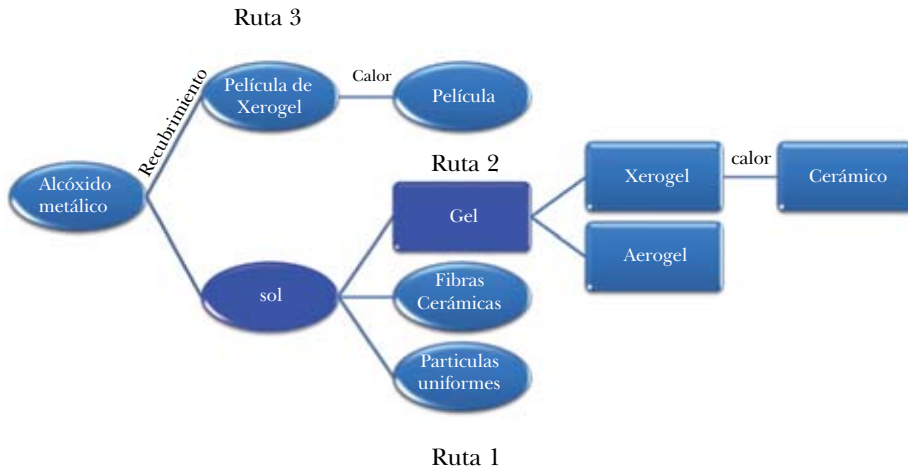 Ruta 3
Recubrimiento
Película de
Xerogel
Calor
Película
Alcóxido
metálico
Ruta 2
Xerogel
calor
Cerámico
Gel
Aerogel
sol
Fibras
Cerámicas
Particulas
uniformes
Ruta 1